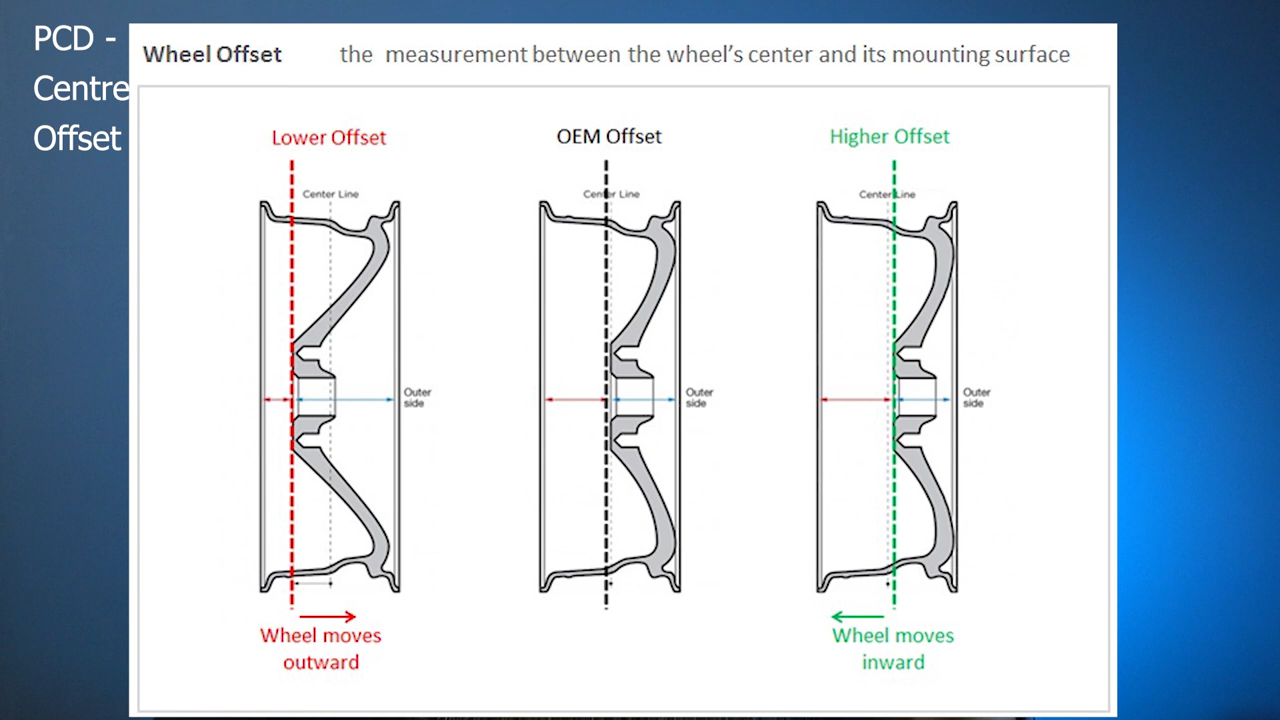 PCD -
Centre
Offset
Wheel Offset the measurement between the wheel's center and its mounting surface
Lower Offset
OEM Offset
Higher Offset
Center Line
Center Line
Center Line
Outer
side
Outer
side
Outer
side
Wheel moves
outward
Wheel moves
inward